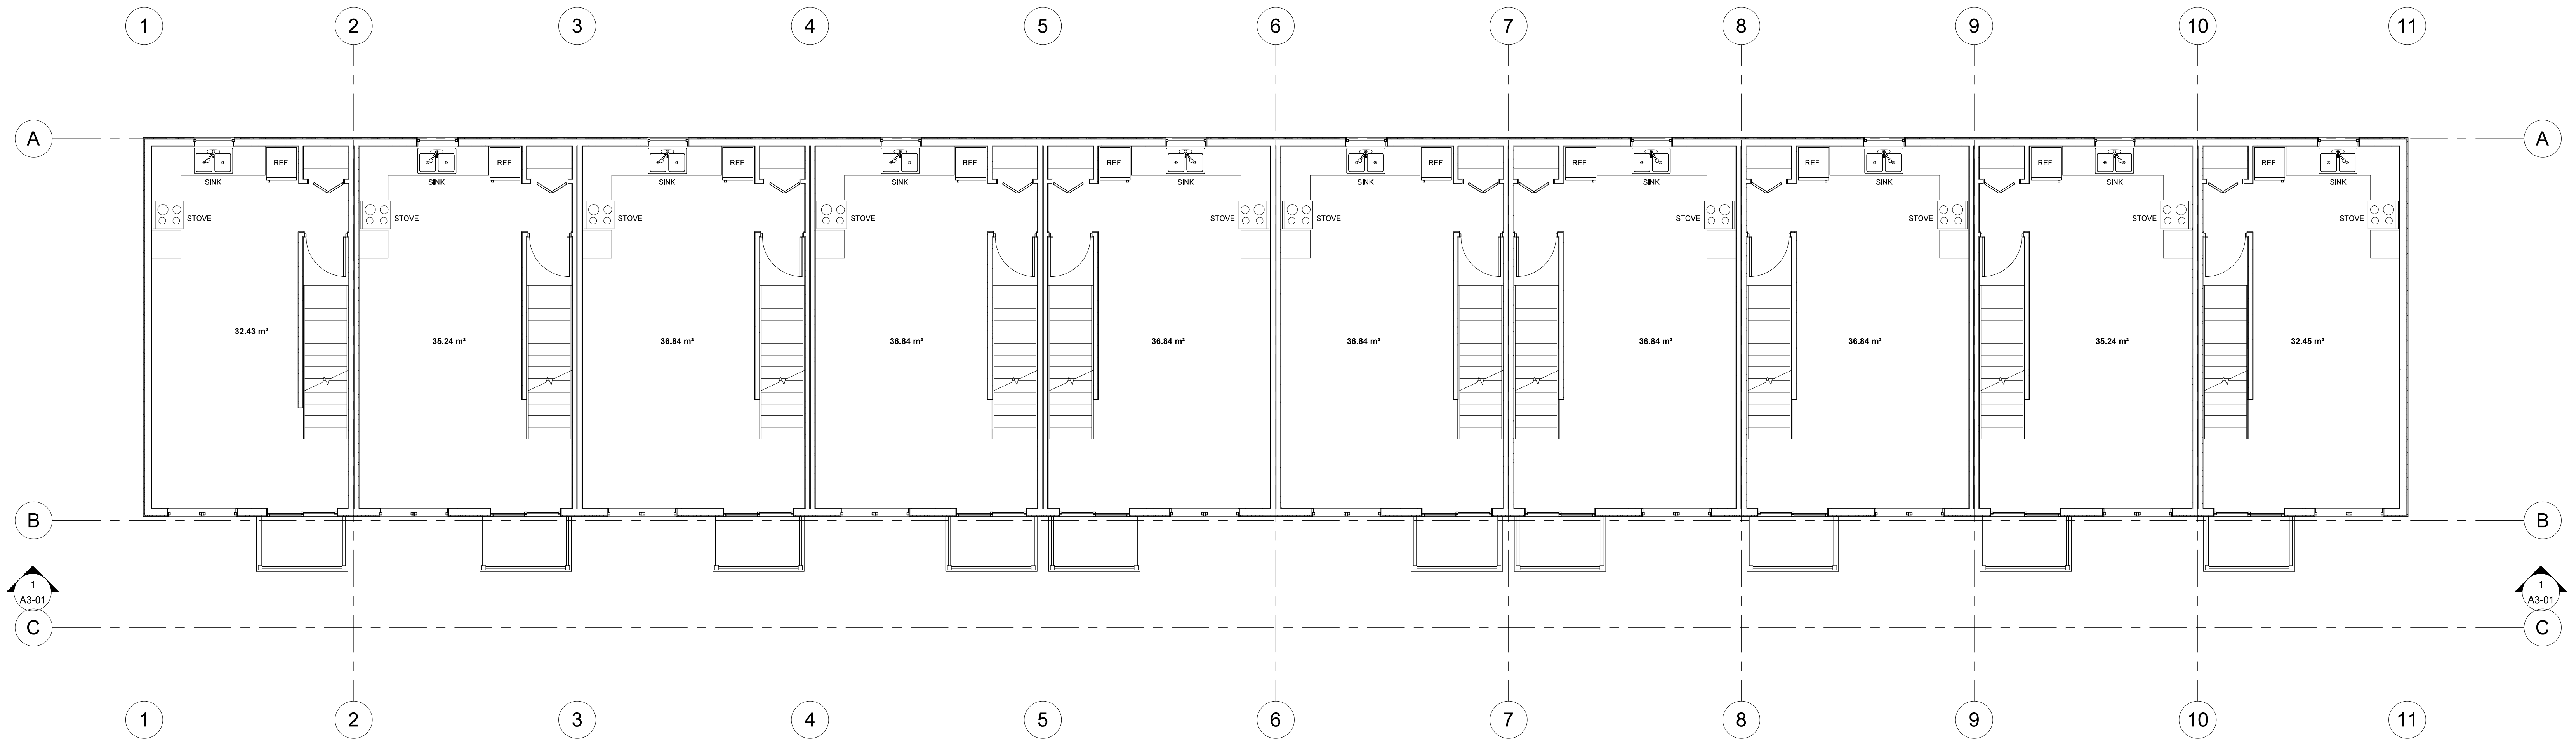 1 2 3 4 5 6 7 8 9 10 11
A A
REF. REF. REF. REF. REF. REF. REF. REF. REF. REF.
SINK SINK SINK SINK SINK SINK SINK SINK SINK SINK
STOVE STOVE STOVE STOVE STOVE STOVE STOVE STOVE STOVE STOVE
32,43 m² 35,24 m² 36,84 m² 36,84 m² 36,84 m² 36,84 m² 36,84 m² 36,84 m² 35,24 m² 32,45 m²
B B
1 1
A3-01 A3-01
C C
1 2 3 4 5 6 7 8 9 10 11